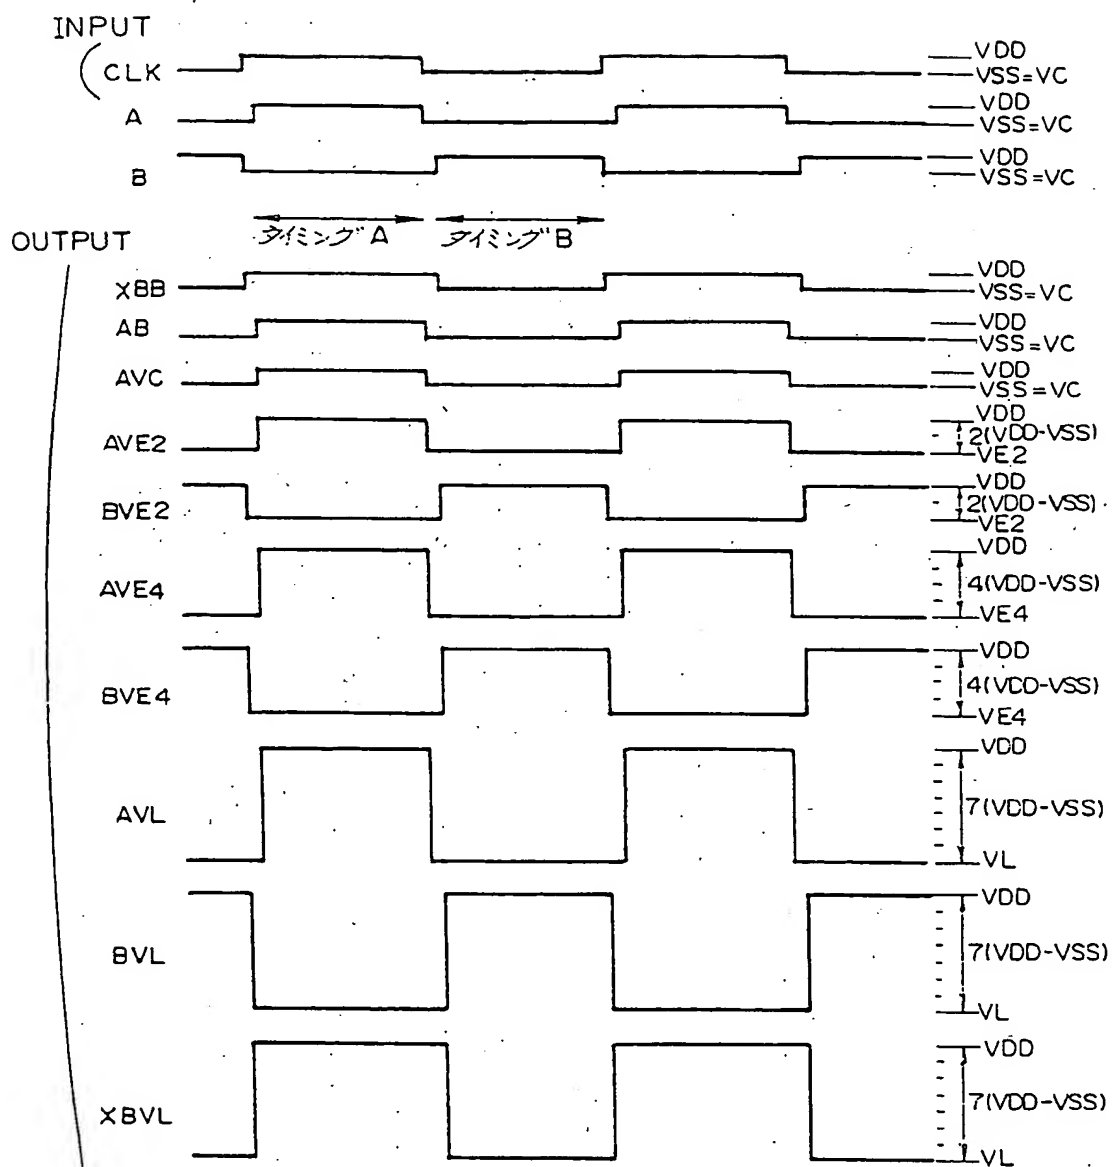 INPUT
CLK
VDD
VSS=VC
A
VDD
VSS=VC
B
VDD
VSS=VC
タイミングA
タイミングB
OUTPUT
XBB
VDD
VSS=VC
AB
VDD
VSS=VC
AVC
VDD
VSS=VC
AVE2
VDD
2(VDD-VSS)
VE2
BVE2
VDD
2(VDD-VSS)
VE2
AVE4
VDD
4(VDD-VSS)
VE4
BVE4
VDD
4(VDD-VSS)
VE4
AVL
VDD
7(VDD-VSS)
VL
BVL
VDD
7(VDD-VSS)
VL
XBVL
VDD
7(VDD-VSS)
VL